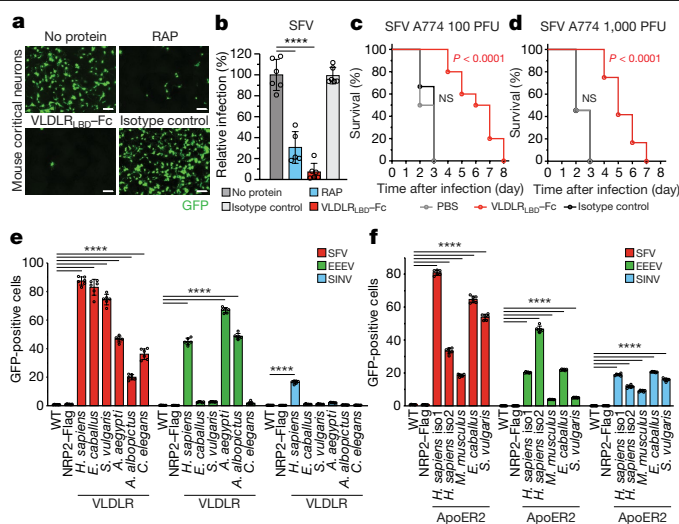 a
No protein
RAP
VLDLR_LBD–Fc
Isotype control
Mouse cortical neurons
GFP
b
SFV
****
Relative infection (%)
140
120
100
80
60
40
20
0
No protein
RAP
Isotype control
VLDLR_LBD–Fc
c
SFV A774 100 PFU
P < 0.0001
NS
Survival (%)
100
80
60
40
20
0
0 1 2 3 4 5 6 7 8
Time after infection (day)
d
SFV A774 1,000 PFU
P < 0.0001
NS
Survival (%)
100
80
60
40
20
0
0 1 2 3 4 5 6 7 8
Time after infection (day)
PBS
VLDLR_LBD–Fc
Isotype control
e
SFV
EEEV
SINV
****
****
****
GFP-positive cells
100
80
60
40
20
0
WT
NRP2–Flag
H. sapiens
E. caballus
S. vulgaris
A. aegypti
A. albopictus
C. elegans
VLDLR
WT
NRP2–Flag
H. sapiens
E. caballus
S. vulgaris
A. aegypti
A. albopictus
C. elegans
VLDLR
WT
NRP2–Flag
H. sapiens
E. caballus
S. vulgaris
A. aegypti
A. albopictus
C. elegans
VLDLR
f
SFV
EEEV
SINV
****
****
****
GFP-positive cells
80
60
40
20
0
WT
NRP2–Flag
H. sapiens iso1
H. sapiens iso2
M. musculus
E. caballus
S. vulgaris
ApoER2
WT
NRP2–Flag
H. sapiens iso1
H. sapiens iso2
M. musculus
E. caballus
S. vulgaris
ApoER2
WT
NRP2–Flag
H. sapiens iso1
H. sapiens iso2
M. musculus
E. caballus
S. vulgaris
ApoER2